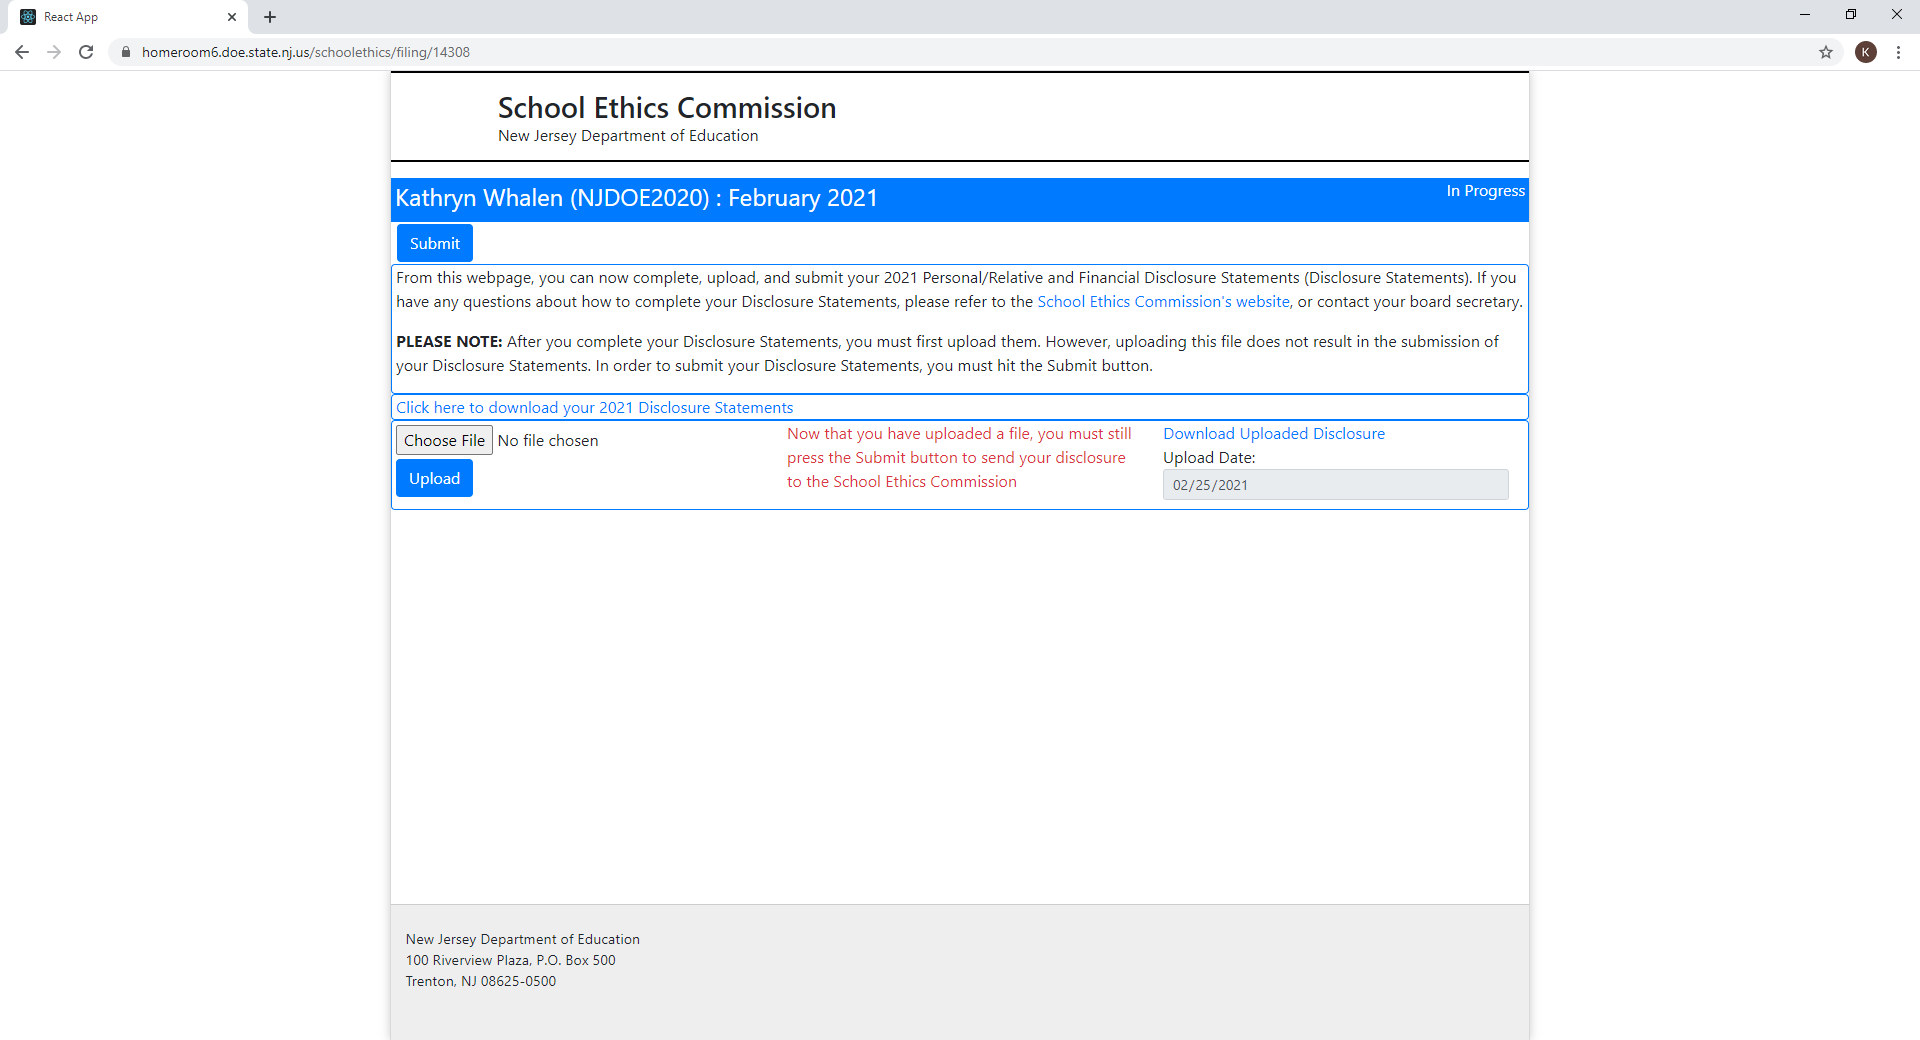 React App
homeroom6.doe.state.nj.us/schoolethics/filing/14308
K
School Ethics Commission
New Jersey Department of Education
Kathryn Whalen (NJDOE2020) : February 2021
In Progress
Submit
From this webpage, you can now complete, upload, and submit your 2021 Personal/Relative and Financial Disclosure Statements (Disclosure Statements). If you
have any questions about how to complete your Disclosure Statements, please refer to the School Ethics Commission's website, or contact your board secretary.
PLEASE NOTE: After you complete your Disclosure Statements, you must first upload them. However, uploading this file does not result in the submission of
your Disclosure Statements. In order to submit your Disclosure Statements, you must hit the Submit button.
Click here to download your 2021 Disclosure Statements
Choose File No file chosen
Upload
Now that you have uploaded a file, you must still
press the Submit button to send your disclosure
to the School Ethics Commission
Download Uploaded Disclosure
Upload Date:
02/25/2021
New Jersey Department of Education
100 Riverview Plaza, P.O. Box 500
Trenton, NJ 08625-0500